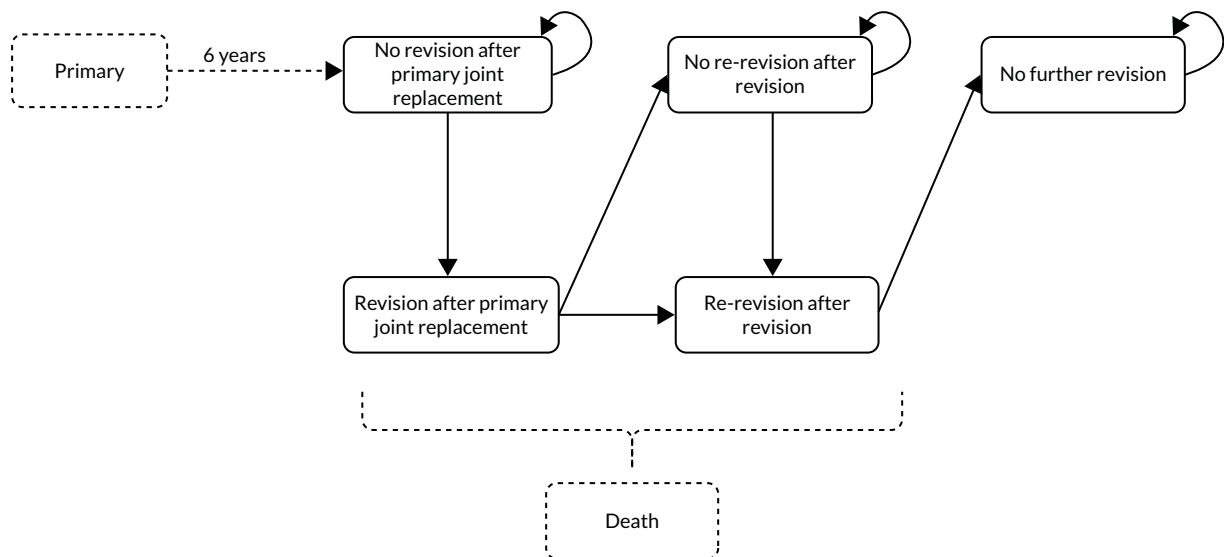 Primary
6 years
No revision after
primary joint
replacement
No re-revision after
revision
No further revision
Revision after primary
joint replacement
Re-revision after
revision
Death